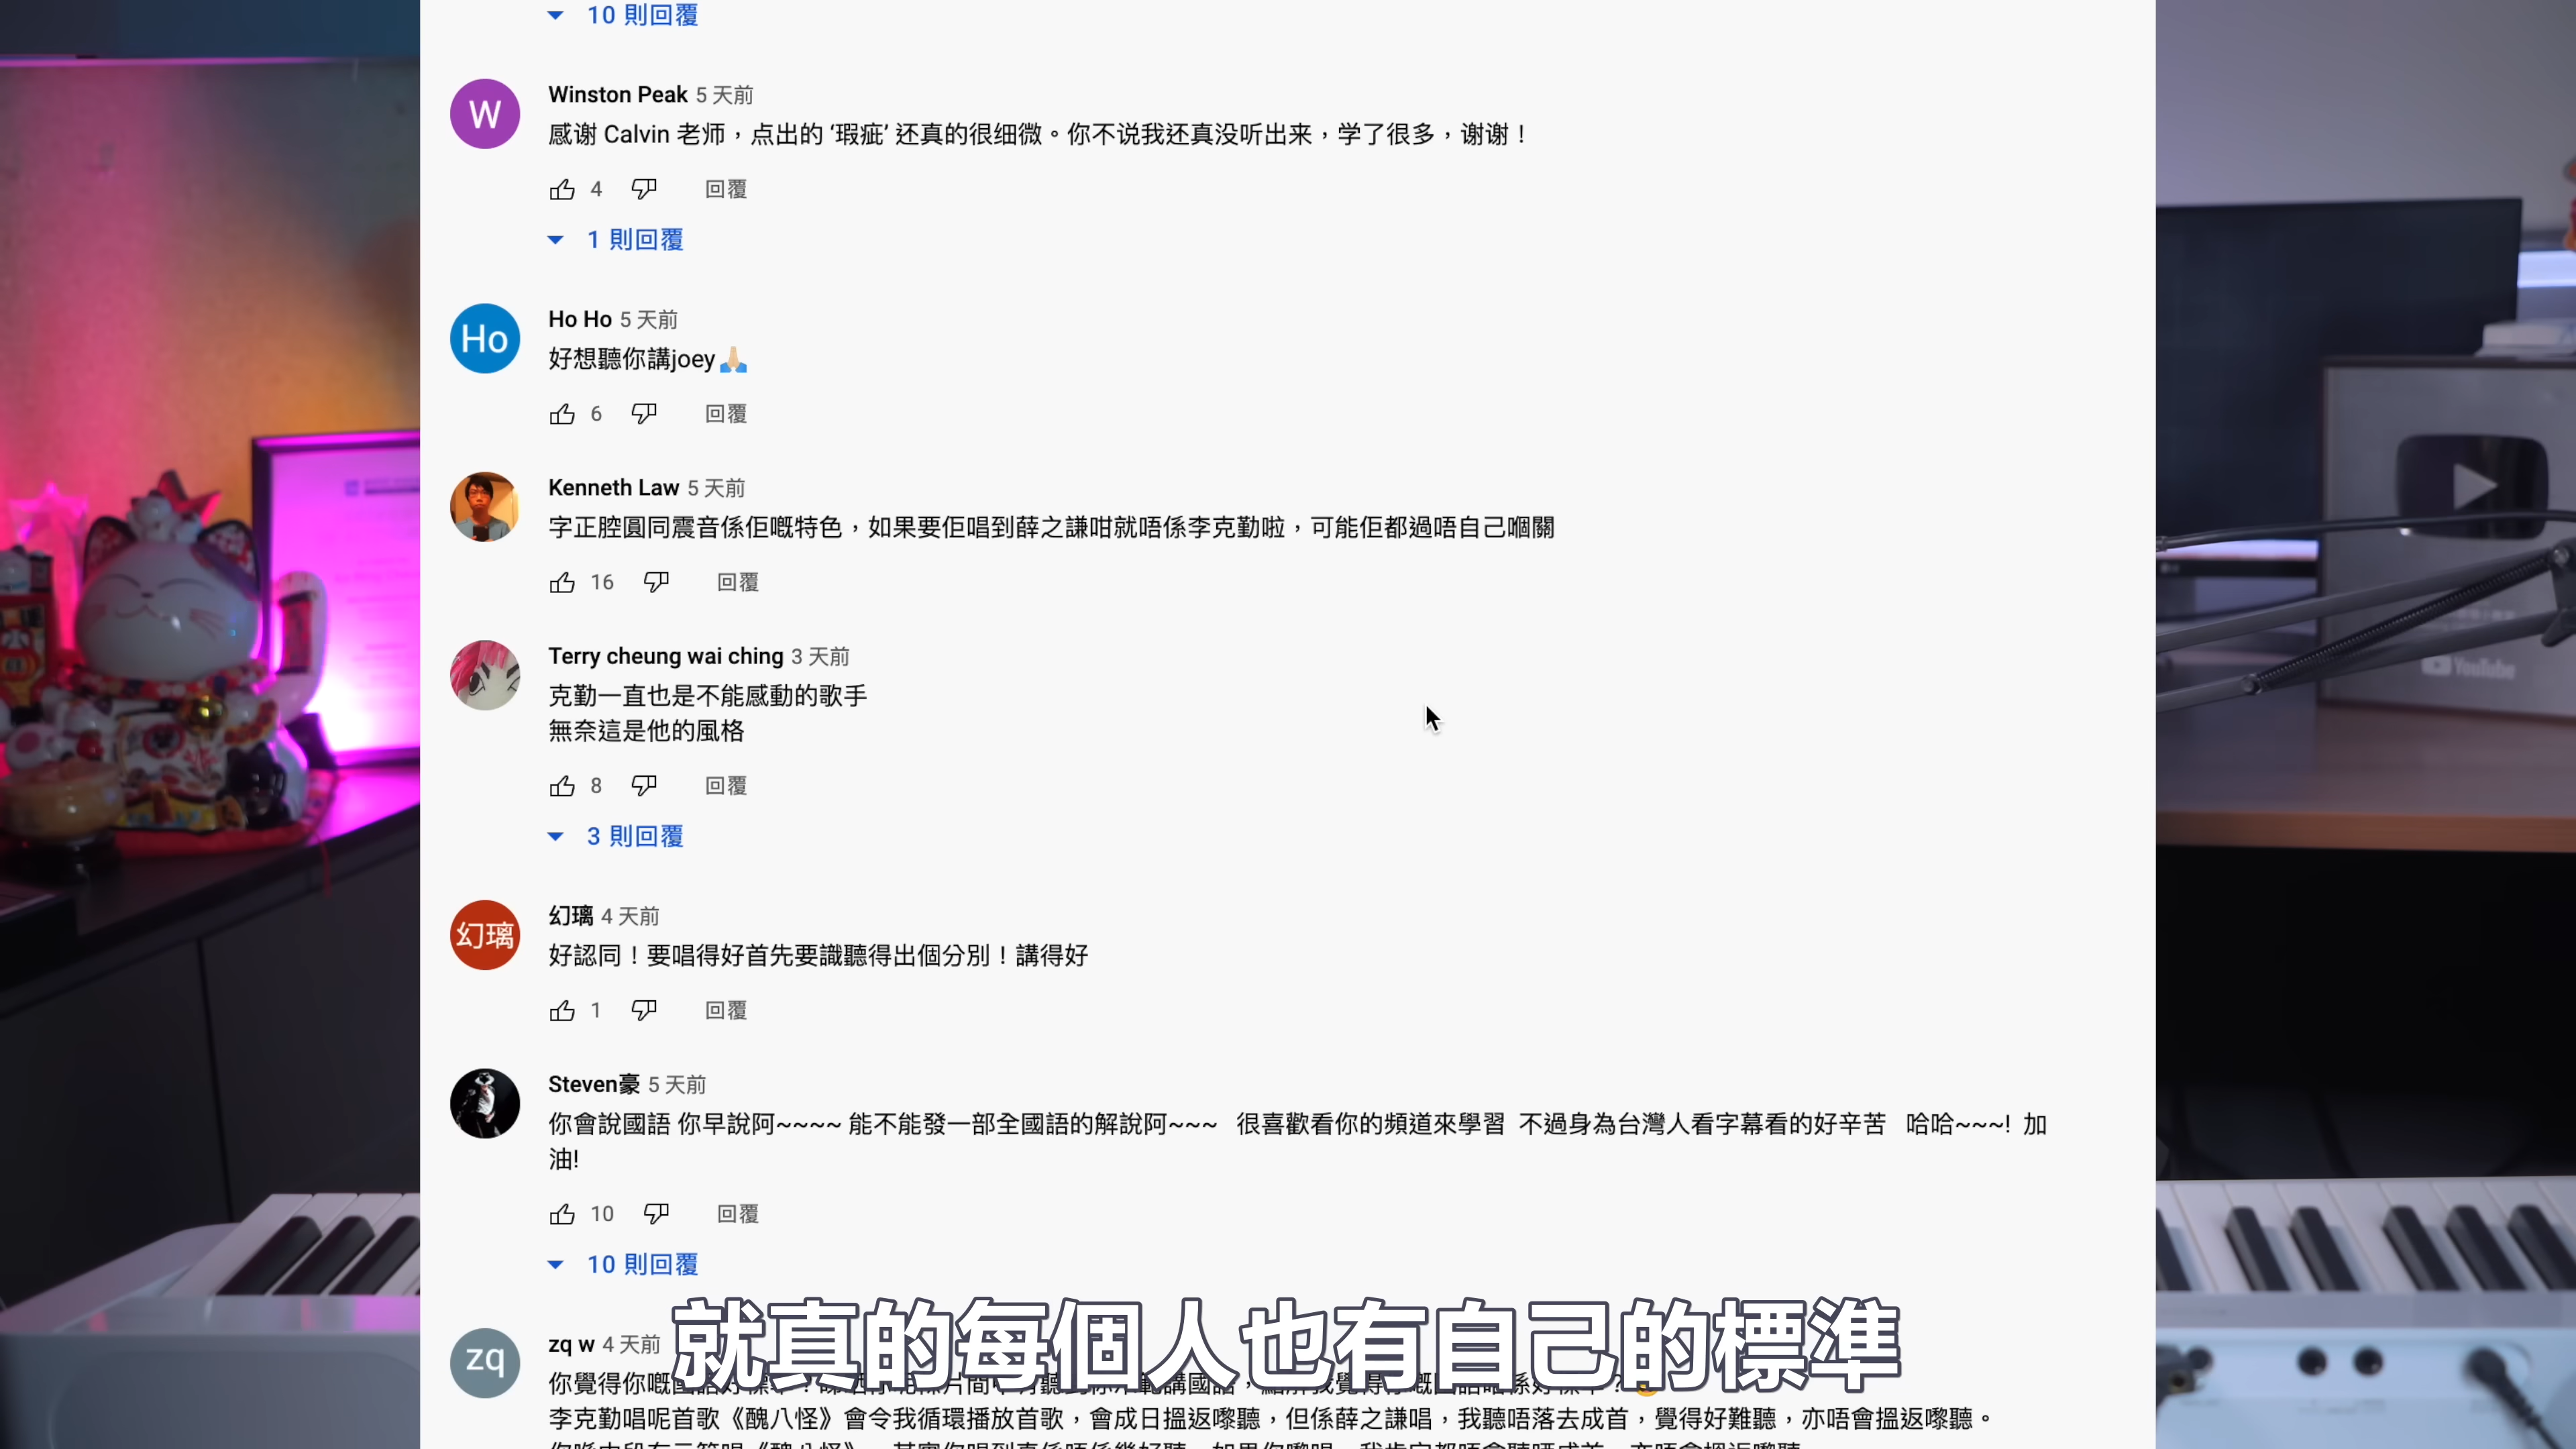 10 則回覆
W
Winston Peak 5 天前
感谢 Calvin 老师，点出的 ‘瑕疵’ 还真的很细微。你不说我还真没听出来，学了很多，谢谢！
4 回覆
1 則回覆
Ho
Ho Ho 5 天前
好想聽你講joey🙏🏻
6 回覆
Kenneth Law 5 天前
字正腔圓同震音係佢嘅特色，如果要佢唱到薛之謙咁就唔係李克勤啦，可能佢都過唔自己嗰關
16 回覆
Terry cheung wai ching 3 天前
克勤一直也是不能感動的歌手
無奈這是他的風格
8 回覆
3 則回覆
幻璃
幻璃 4 天前
好認同！要唱得好首先要識聽得出個分別！講得好
1 回覆
Steven豪 5 天前
你會說國語 你早說阿~~~~ 能不能發一部全國語的解說阿~~~ 很喜歡看你的頻道來學習 不過身為台灣人看字幕看的好辛苦 哈哈~~~! 加
油!
10 回覆
10 則回覆
zq
zq w 4 天前
就真的每個人也有自己的標準
你覺得你嘅國語好標準？
李克勤唱呢首歌《醜八怪》會令我循環播放首歌，會成日搵返嚟聽，但係薛之謙唱，我聽唔落去成首，覺得好難聽，亦唔會搵返嚟聽。
YouTube